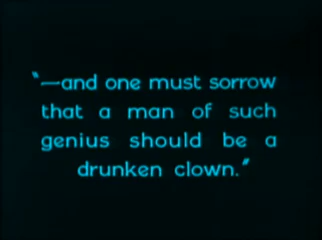 "—and one must sorrow
that a man of such
genius should be a
drunken clown."